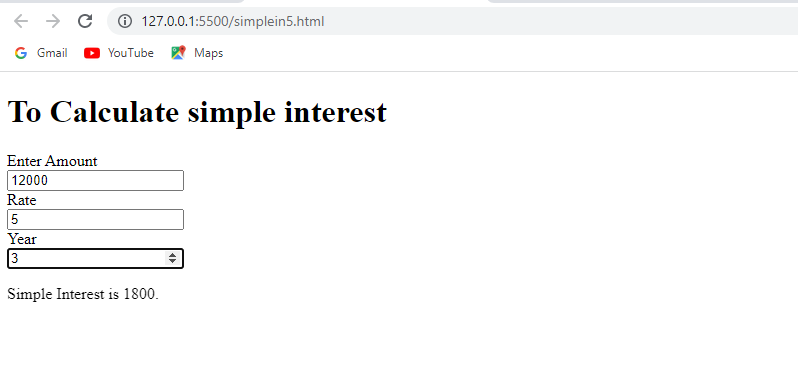 127.0.0.1:5500/simplein5.html
Gmail YouTube Maps
To Calculate simple interest
Enter Amount
12000
Rate
5
Year
3
Simple Interest is 1800.